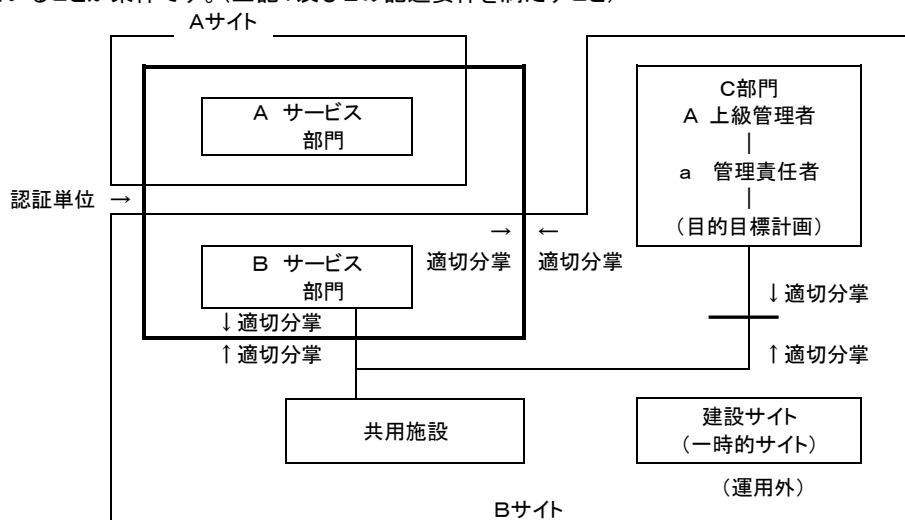 Aサイト
A サービス
部門
C部門
A 上級管理者
|
a 管理責任者
|
(目的目標計画)
認証単位 →
→ ←
適切分掌 適切分掌
B サービス
部門
↓適切分掌
↑適切分掌
↓適切分掌
↑適切分掌
共用施設
建設サイト
(一時的サイト)
(運用外)
Bサイト